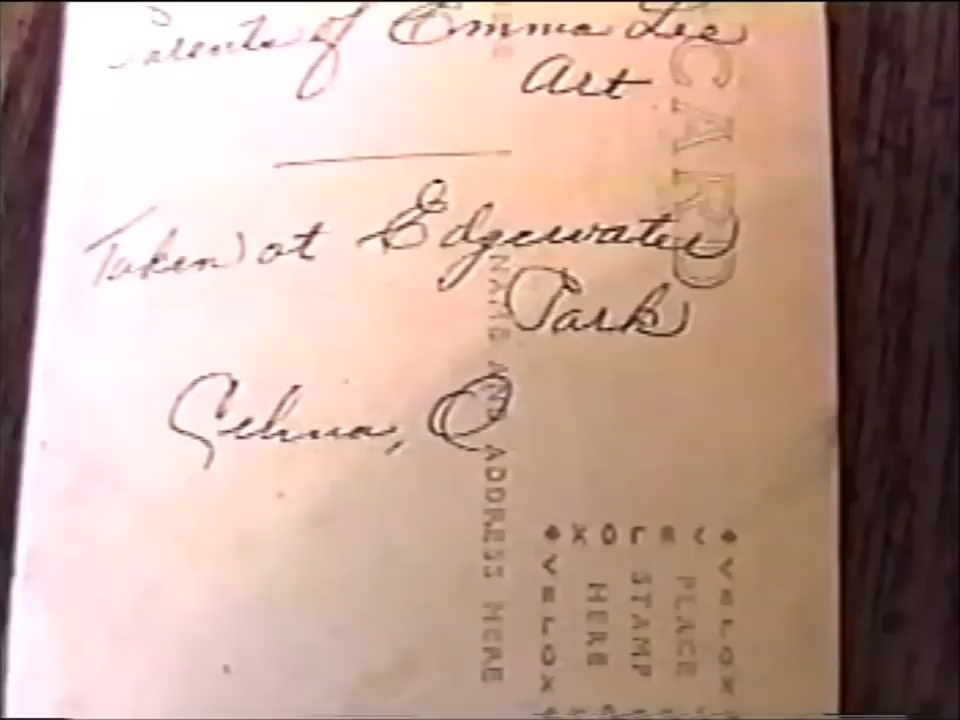 Parents of Emma Lee
Art
Taken at Edgewater
Park
Celina, O
CARD
NAME AND ADDRESS HERE
VELOX
PLACE
STAMP
HERE
VELOX
VELOX